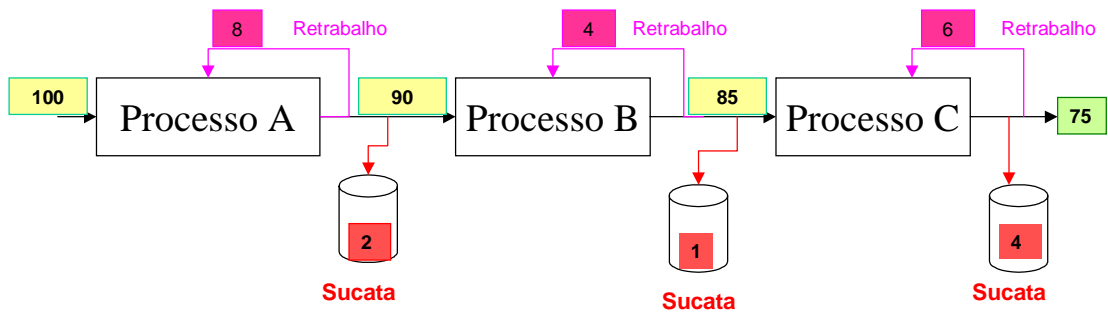 8 Retrabalho 4 Retrabalho 6 Retrabalho
100 90 85
Processo A Processo B Processo C 75
2 1 4
Sucata Sucata Sucata